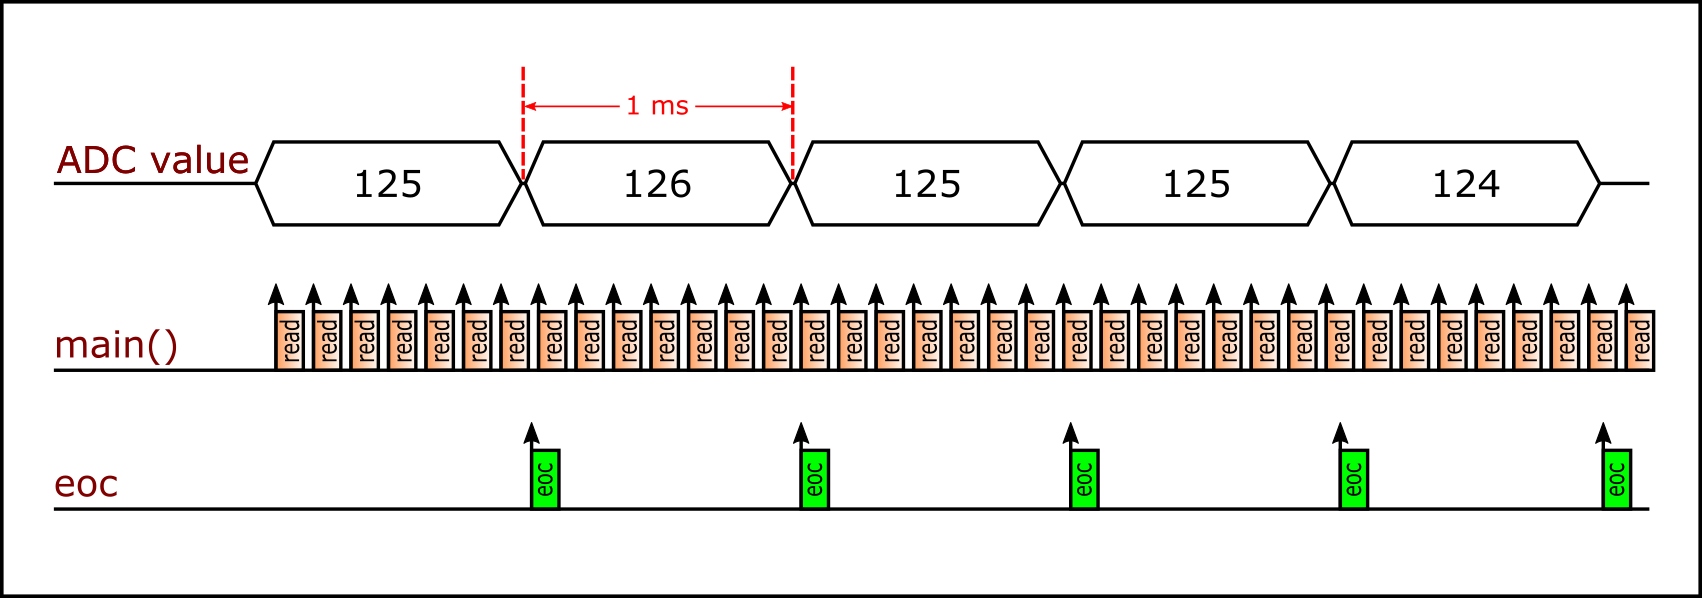 1 ms
ADC value 125 126 125 125 124
main() read read read read read read read read read read read read read read read read read read read read read read read read read read read read read read read read read read read read read
eoc eoc eoc eoc eoc eoc